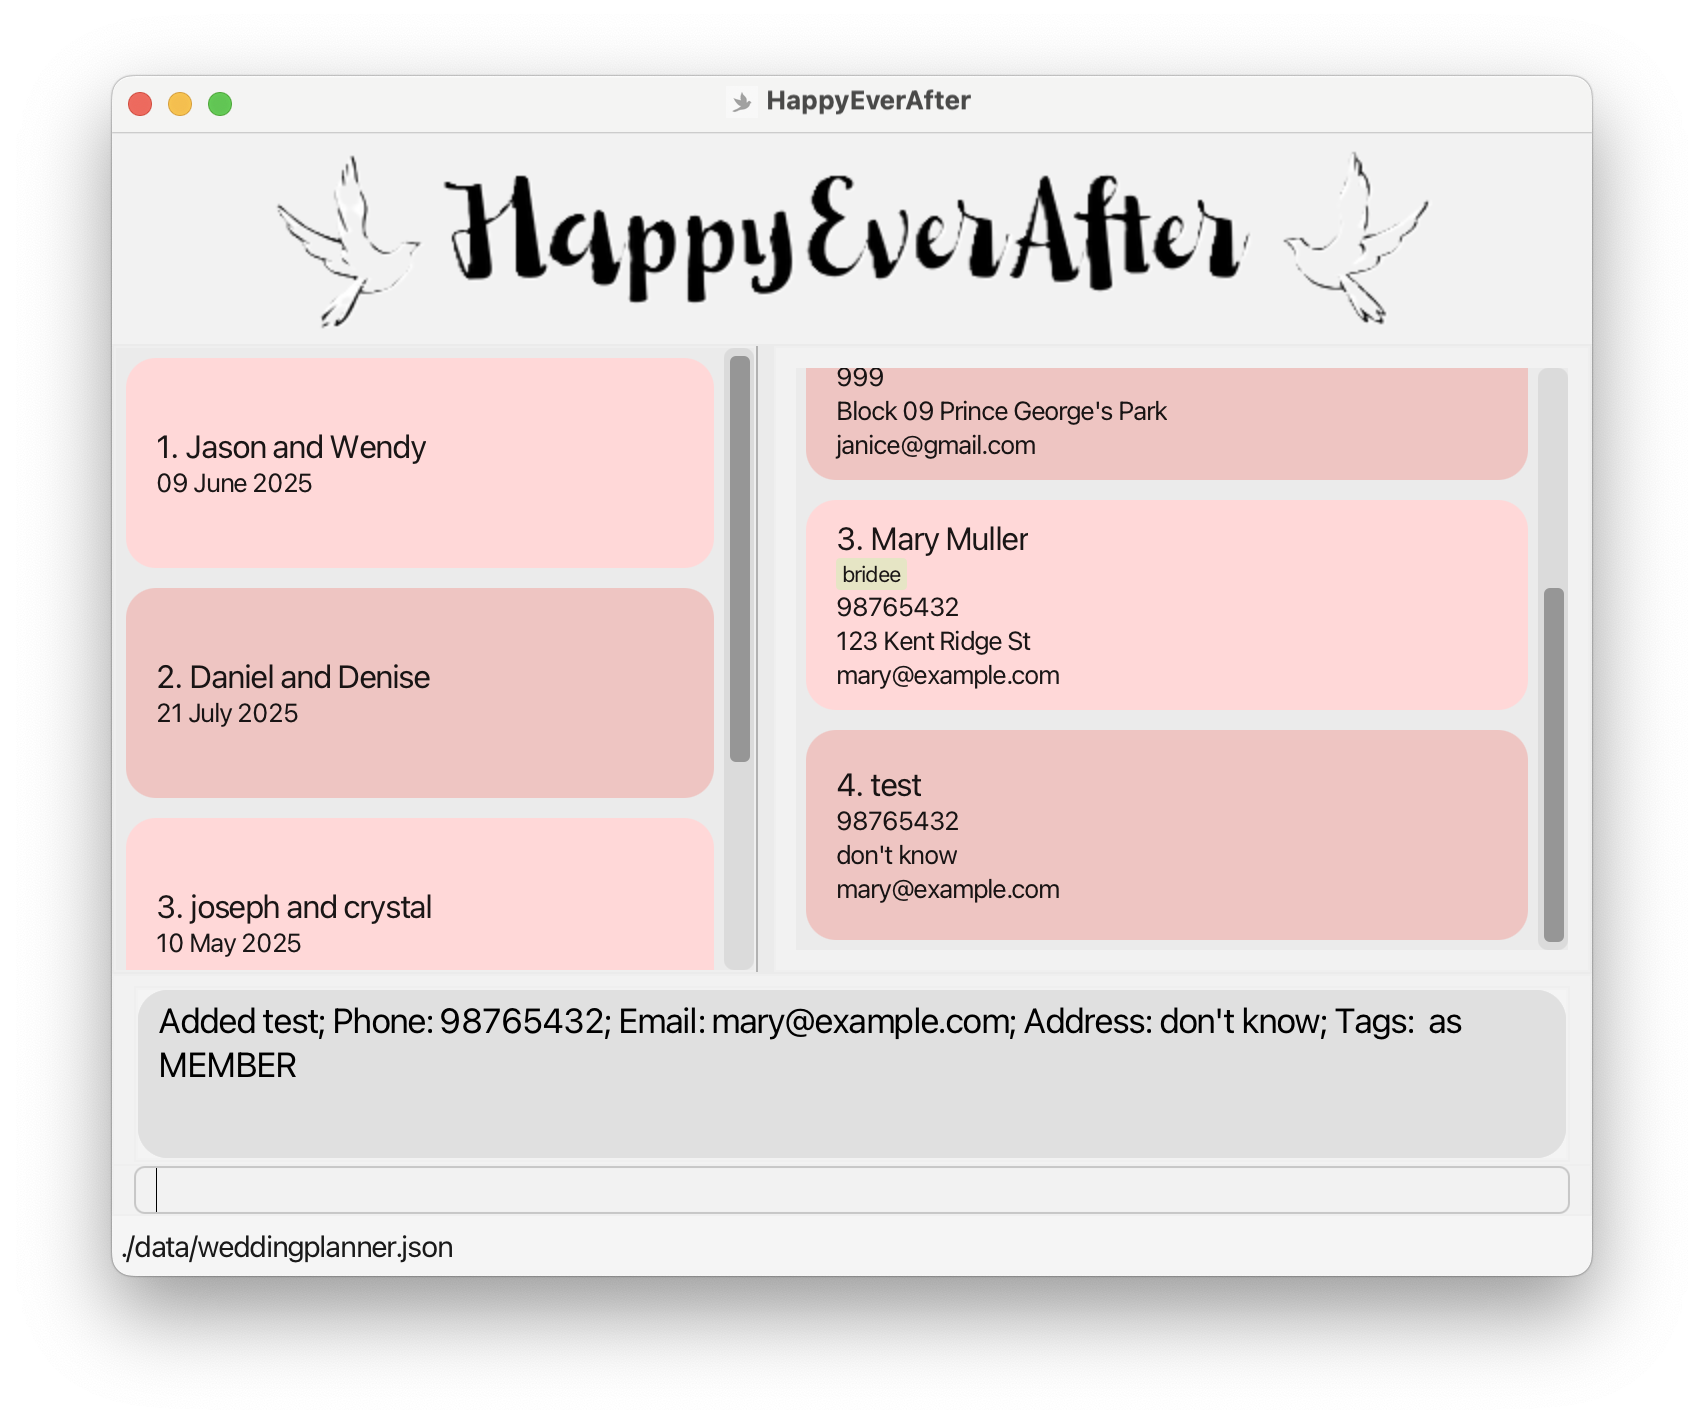 HappyEverAfter
HappyEverAfter
1. Jason and Wendy
09 June 2025
2. Daniel and Denise
21 July 2025
3. joseph and crystal
10 May 2025
999
Block 09 Prince George's Park
janice@gmail.com
3. Mary Muller
bridee
98765432
123 Kent Ridge St
mary@example.com
4. test
98765432
don't know
mary@example.com
Added test; Phone: 98765432; Email: mary@example.com; Address: don't know; Tags:  as
MEMBER
./data/weddingplanner.json